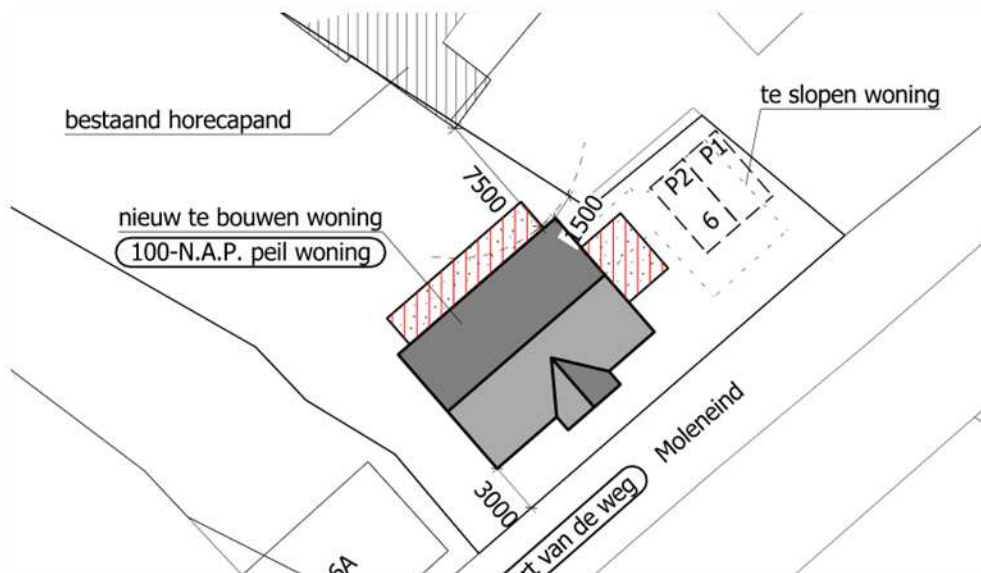 bestaand horecapand
te slopen woning
P1
P2
6
7500
1500
nieuw te bouwen woning
100-N.A.P. peil woning
Moleneind
3000
rt van de weg
6A